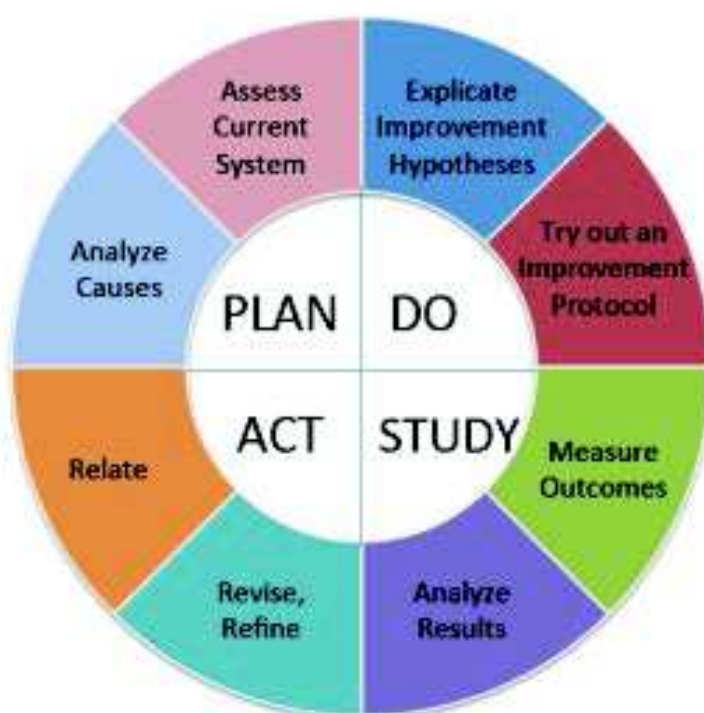 Assess
Current
System
Explicate
Improvement
Hypotheses
Try out an
Improvement
Protocol
Analyze
Causes
PLAN
DO
ACT
STUDY
Measure
Outcomes
Relate
Revise,
Refine
Analyze
Results